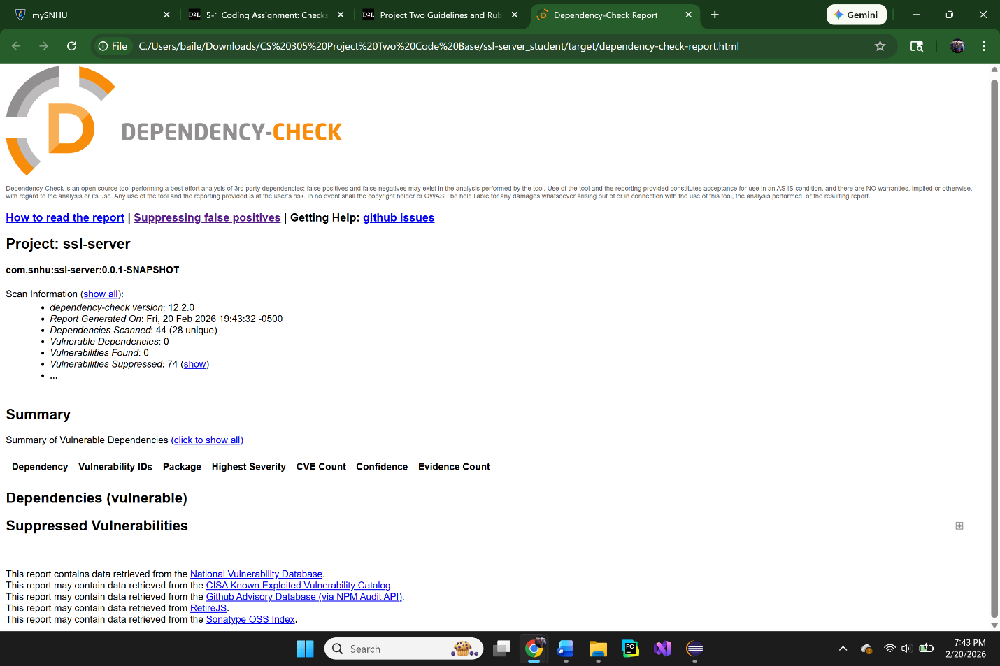 mySNHU
5-1 Coding Assignment: Checks
Project Two Guidelines and Rub
Dependency-Check Report
Gemini
File C:/Users/baile/Downloads/CS%20305%20Project%20Two%20Code%20Base/ssl-server_student/target/dependency-check-report.html
DEPENDENCY-CHECK
Dependency-Check is an open source tool performing a best effort analysis of 3rd party dependencies; false positives and false negatives may exist in the analysis performed by the tool. Use of the tool and the reporting provided constitutes acceptance for use in an AS IS condition, and there are NO warranties, implied or otherwise,
with regard to the analysis or its use. Any use of the tool and the reporting provided is at the user's risk. In no event shall the copyright holder or OWASP be held liable for any damages whatsoever arising out of or in connection with the use of this tool, the analysis performed, or the resulting report.
How to read the report | Suppressing false positives | Getting Help: github issues
Project: ssl-server
com.snhu:ssl-server:0.0.1-SNAPSHOT
Scan Information (show all):
• dependency-check version: 12.2.0
• Report Generated On: Fri, 20 Feb 2026 19:43:32 -0500
• Dependencies Scanned: 44 (28 unique)
• Vulnerable Dependencies: 0
• Vulnerabilities Found: 0
• Vulnerabilities Suppressed: 74 (show)
• ...
Summary
Summary of Vulnerable Dependencies (click to show all)
Dependency Vulnerability IDs Package Highest Severity CVE Count Confidence Evidence Count
Dependencies (vulnerable)
Suppressed Vulnerabilities
This report contains data retrieved from the National Vulnerability Database.
This report may contain data retrieved from the CISA Known Exploited Vulnerability Catalog.
This report may contain data retrieved from the Github Advisory Database (via NPM Audit API).
This report may contain data retrieved from RetireJS.
This report may contain data retrieved from the Sonatype OSS Index.
Search
7:43 PM
2/20/2026